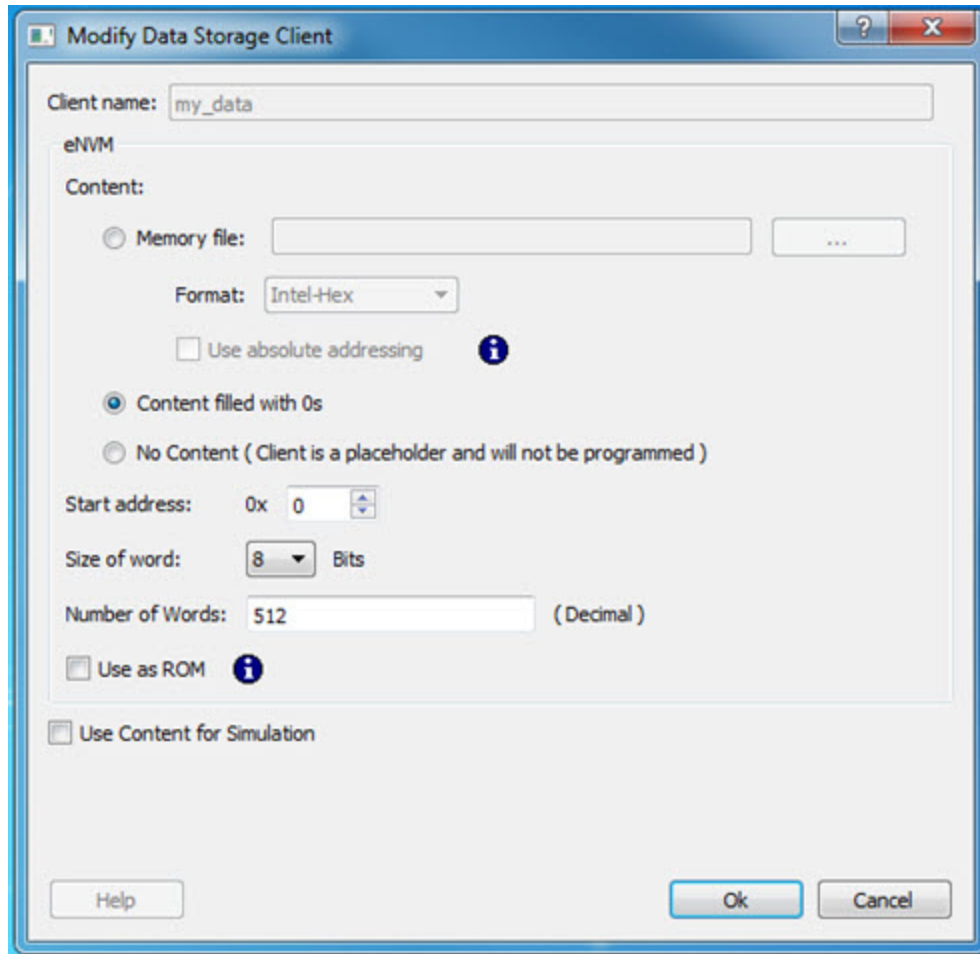 Modify Data Storage Client
?
X
Client name: my_data
eNVM
Content:
Memory file: ...
Format: Intel-Hex
Use absolute addressing i
Content filled with 0s
No Content ( Client is a placeholder and will not be programmed )
Start address: 0x 0
Size of word: 8 Bits
Number of Words: 512 ( Decimal )
Use as ROM i
Use Content for Simulation
Help Ok Cancel